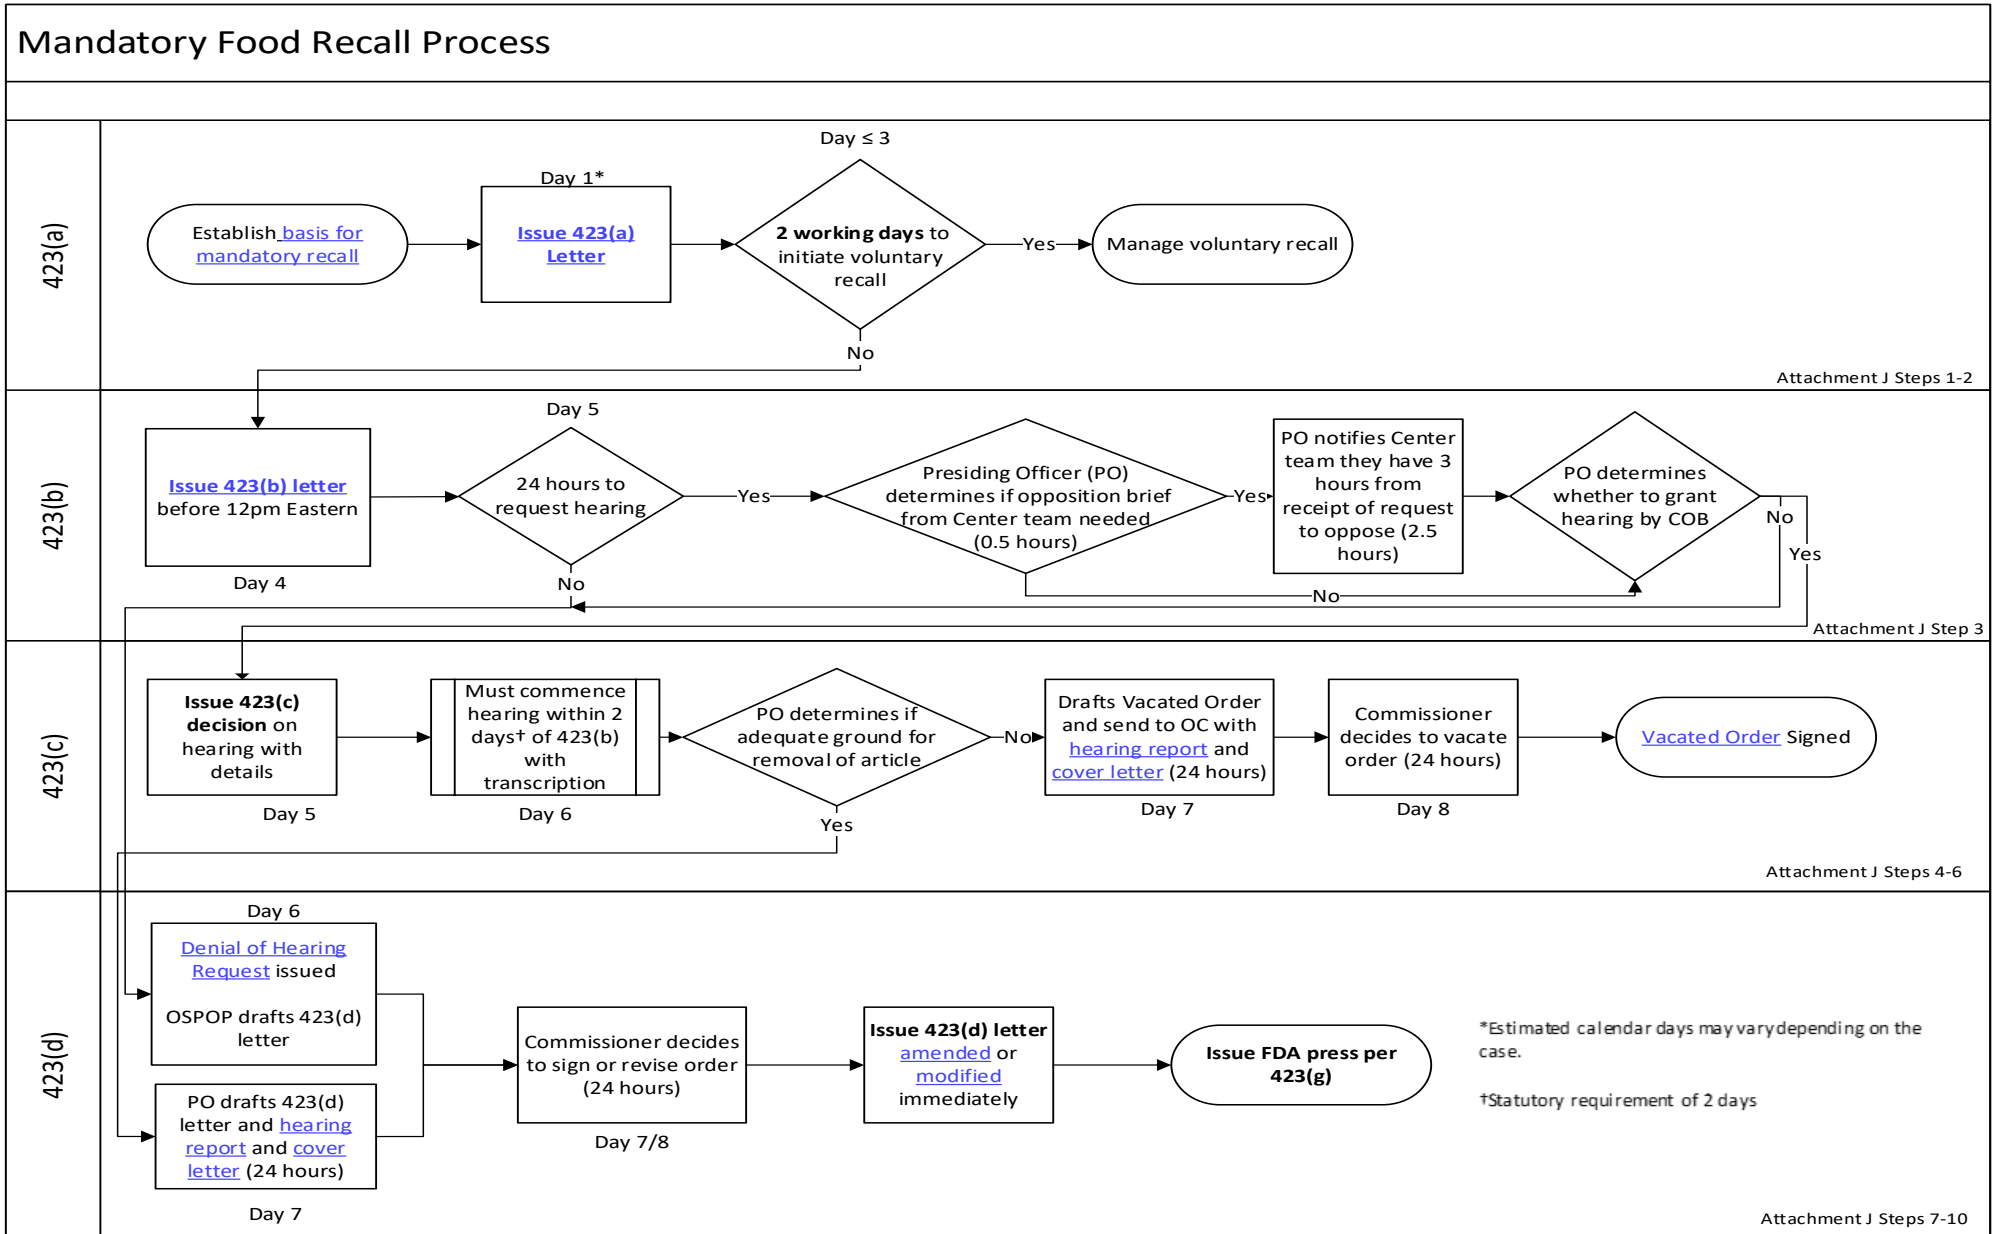 Mandatory Food Recall Process
423(a)
Day 1*
Day ≤ 3
Establish basis for
mandatory recall
Issue 423(a)
Letter
2 working days to
initiate voluntary
recall
Yes
Manage voluntary recall
No
Attachment J Steps 1-2
423(b)
Issue 423(b) letter
before 12pm Eastern
Day 4
Day 5
24 hours to
request hearing
Yes
No
Presiding Officer (PO)
determines if opposition brief
from Center team needed
(0.5 hours)
Yes
No
PO notifies Center
team they have 3
hours from
receipt of request
to oppose (2.5
hours)
PO determines
whether to grant
hearing by COB
No
Yes
Attachment J Step 3
423(c)
Issue 423(c)
decision on
hearing with
details
Day 5
Must commence
hearing within 2
days† of 423(b)
with
transcription
Day 6
PO determines if
adequate ground for
removal of article
No
Yes
Drafts Vacated Order
and send to OC with
hearing report and
cover letter (24 hours)
Day 7
Commissioner
decides to vacate
order (24 hours)
Day 8
Vacated Order Signed
Attachment J Steps 4-6
423(d)
Day 6
Denial of Hearing
Request issued
OSPOP drafts 423(d)
letter
PO drafts 423(d)
letter and hearing
report and cover
letter (24 hours)
Day 7
Commissioner decides
to sign or revise order
(24 hours)
Day 7/8
Issue 423(d) letter
amended or
modified
immediately
Issue FDA press per
423(g)
*Estimated calendar days may vary depending on the
case.
†Statutory requirement of 2 days
Attachment J Steps 7-10